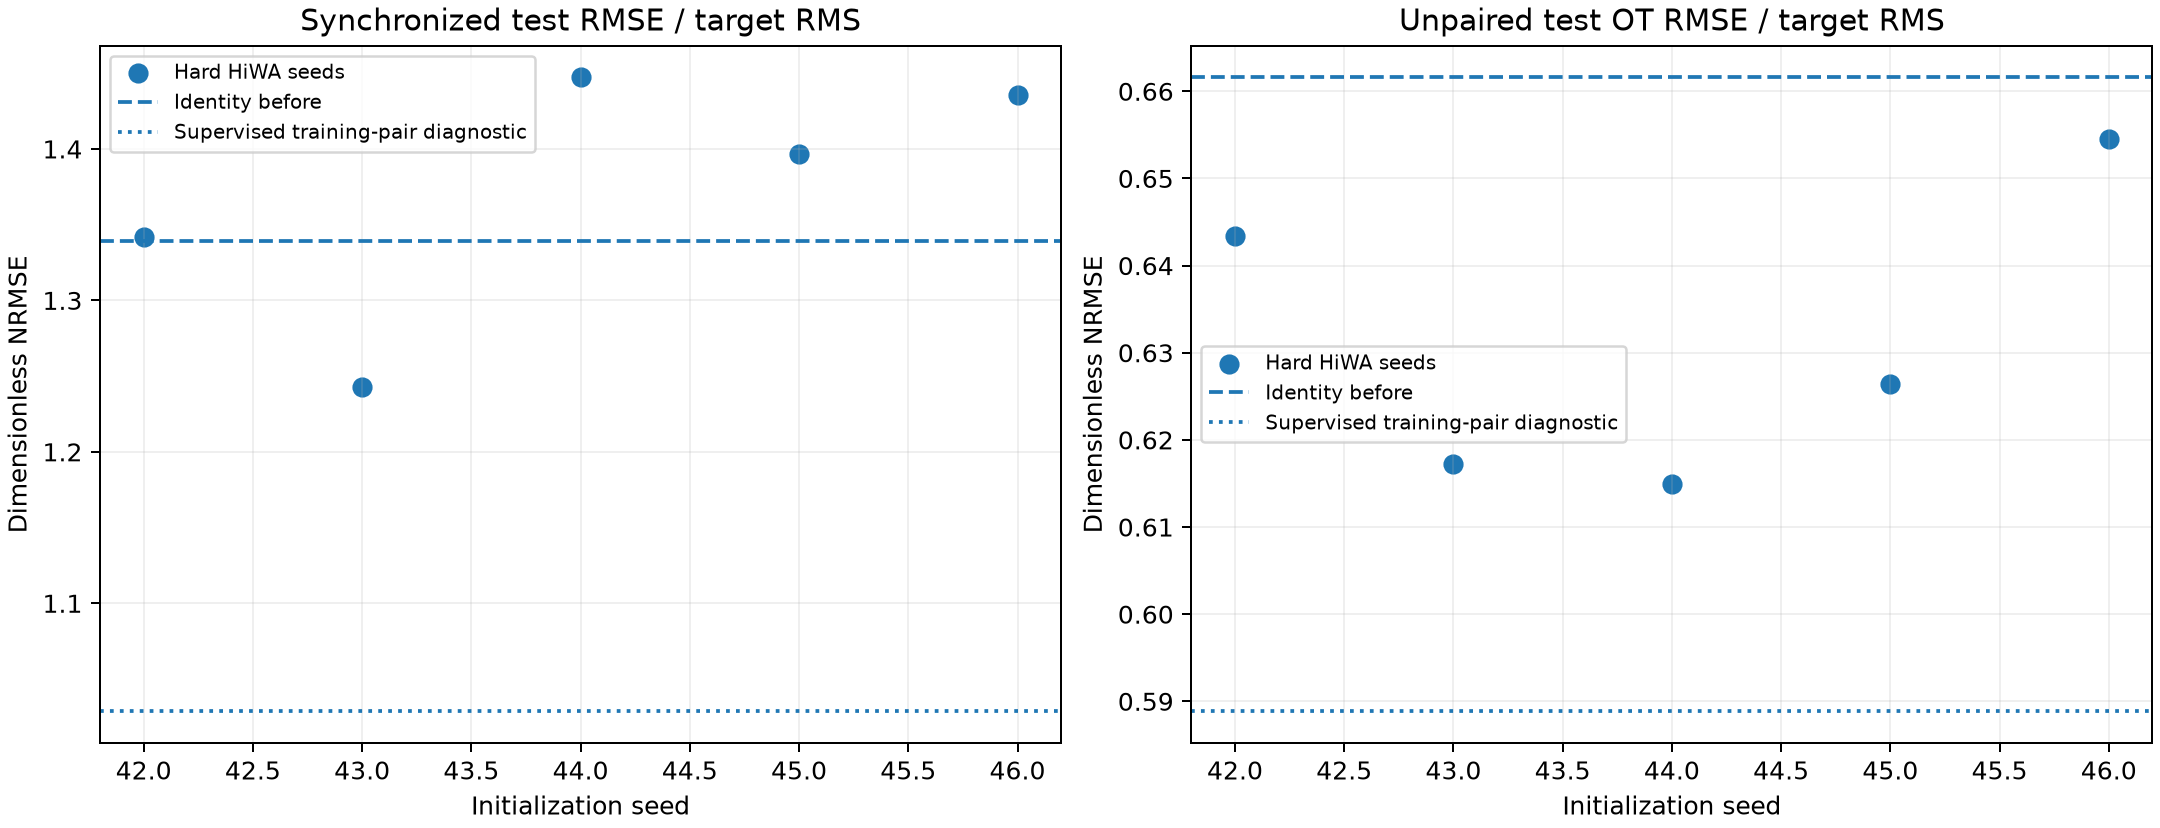 Synchronized test RMSE / target RMS
Hard HiWA seeds
Identity before
Supervised training-pair diagnostic
Dimensionless NRMSE
1.4
1.3
1.2
1.1
42.0 42.5 43.0 43.5 44.0 44.5 45.0 45.5 46.0
Initialization seed
Unpaired test OT RMSE / target RMS
Hard HiWA seeds
Identity before
Supervised training-pair diagnostic
Dimensionless NRMSE
0.66
0.65
0.64
0.63
0.62
0.61
0.60
0.59
42.0 42.5 43.0 43.5 44.0 44.5 45.0 45.5 46.0
Initialization seed